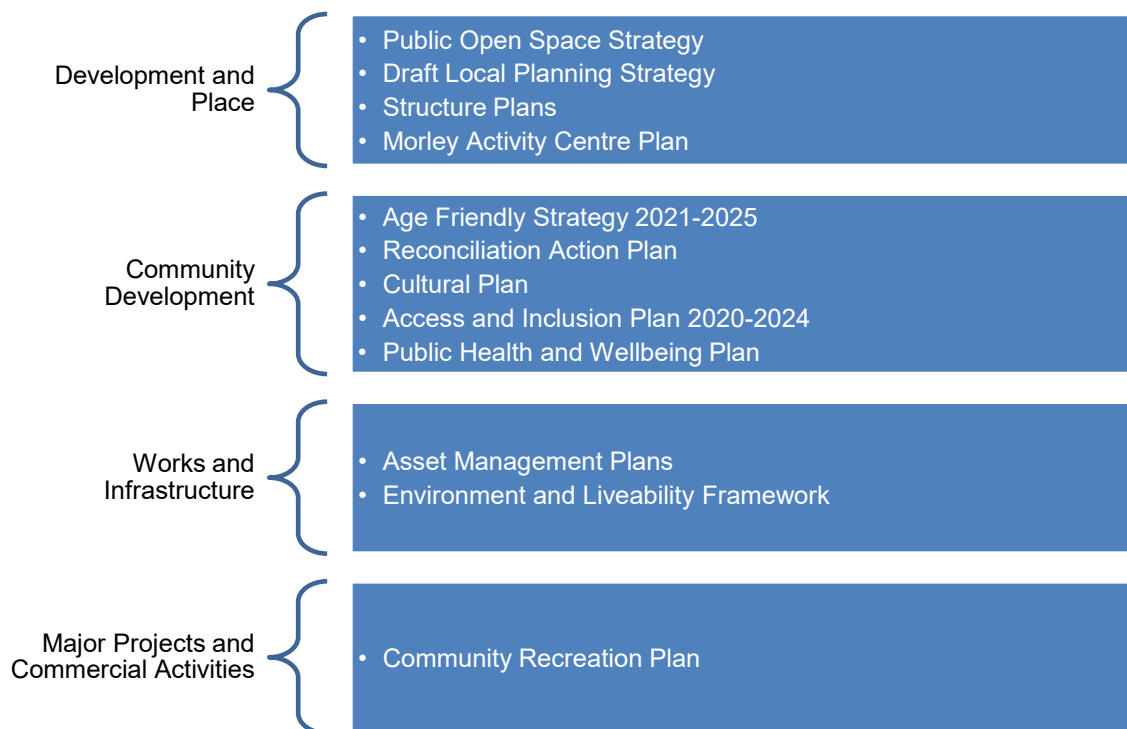 Development and
Place
• Public Open Space Strategy
• Draft Local Planning Strategy
• Structure Plans
• Morley Activity Centre Plan
Community
Development
• Age Friendly Strategy 2021-2025
• Reconciliation Action Plan
• Cultural Plan
• Access and Inclusion Plan 2020-2024
• Public Health and Wellbeing Plan
Works and
Infrastructure
• Asset Management Plans
• Environment and Liveability Framework
Major Projects and
Commercial Activities
• Community Recreation Plan